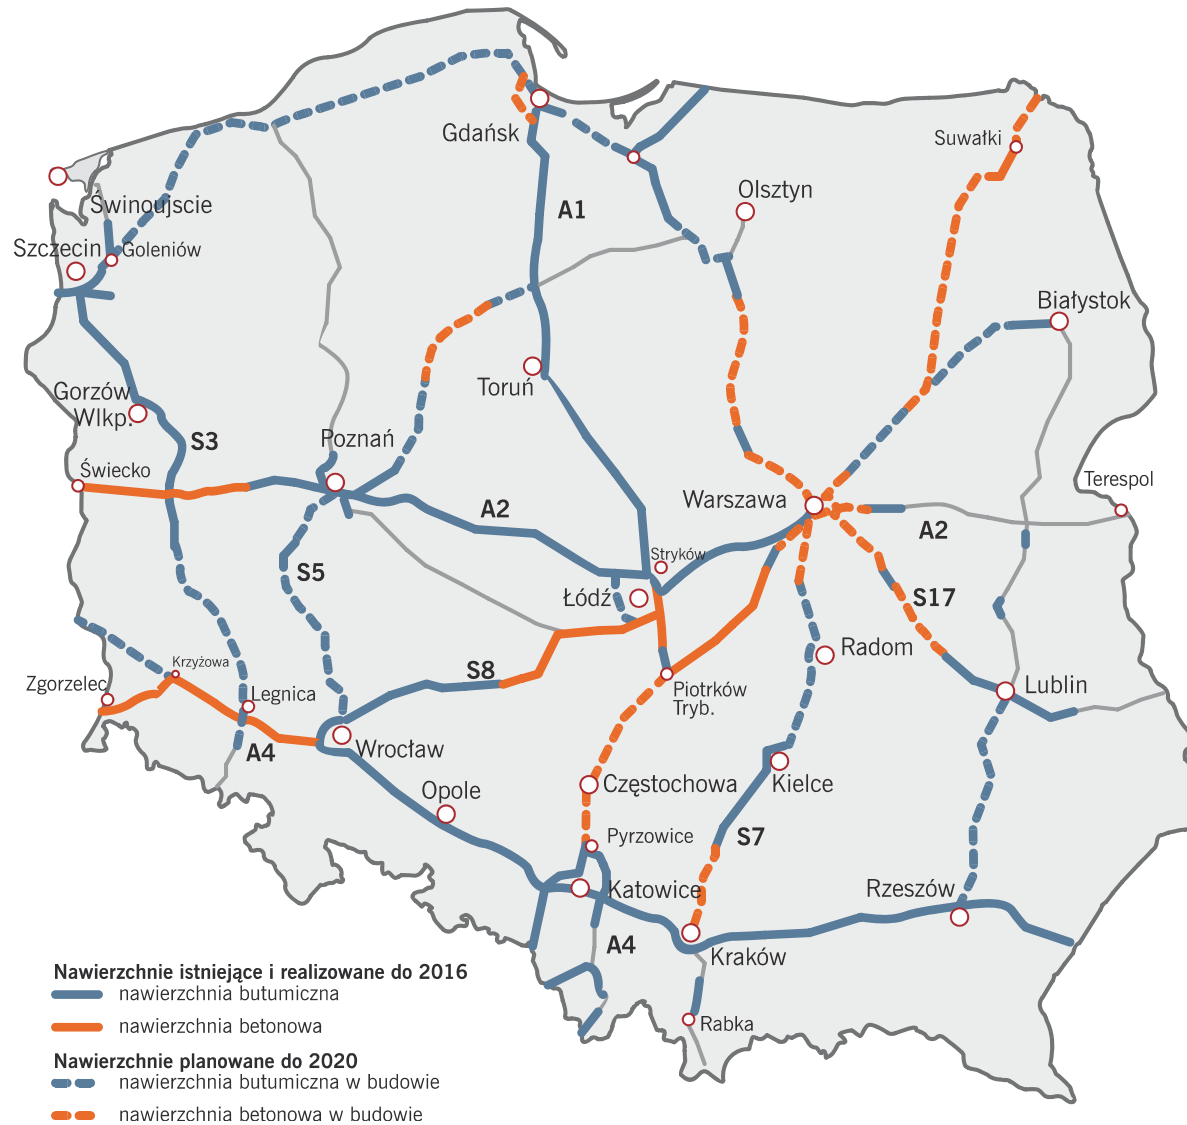 Gdańsk
Suwałki
A1
Olsztyn
Świnoujscie
Szczecin
Goleniów
Białystok
Toruń
Gorzów
Wlkp.
S3
Poznań
Świecko
Terespol
Warszawa
A2
A2
Stryków
S5
Łódź
S17
Radom
Krzyżowa
S8
Zgorzelec
Legnica
Piotrków
Tryb.
Lublin
A4
Wrocław
Opole
Częstochowa
Kielce
Pyrzowice
S7
Katowice
Rzeszów
A4
Kraków
Rabka
Nawierzchnie istniejące i realizowane do 2016
nawierzchnia butumiczna
nawierzchnia betonowa
Nawierzchnie planowane do 2020
nawierzchnia butumiczna w budowie
nawierzchnia betonowa w budowie